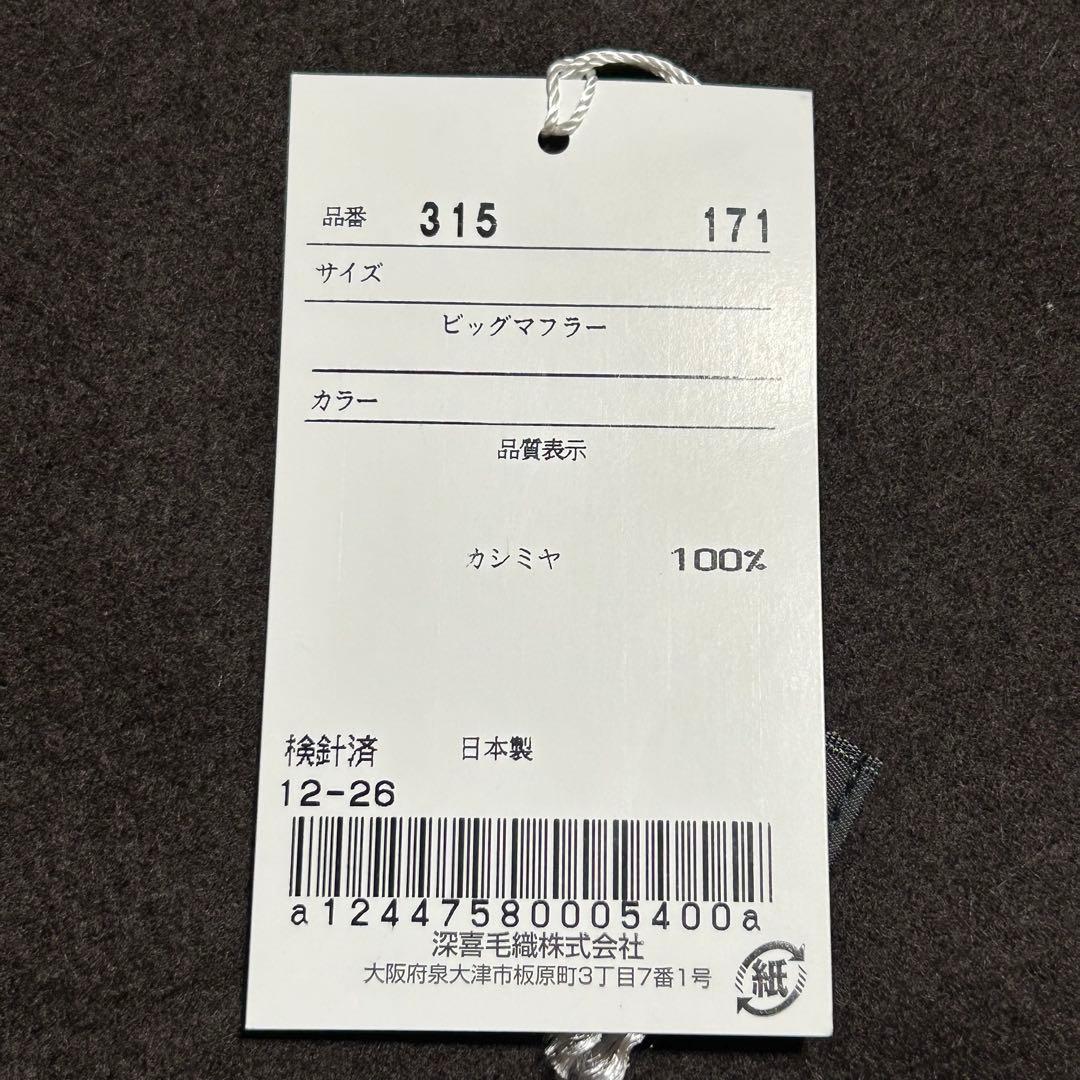 品番 315 171
サイズ
ビッグマフラー
カラー
品質表示
カシミヤ 100%
検針済 日本製
12-26
a12447580005400a
深喜毛織株式会社
大阪府泉大津市板原町3丁目7番1号
紙